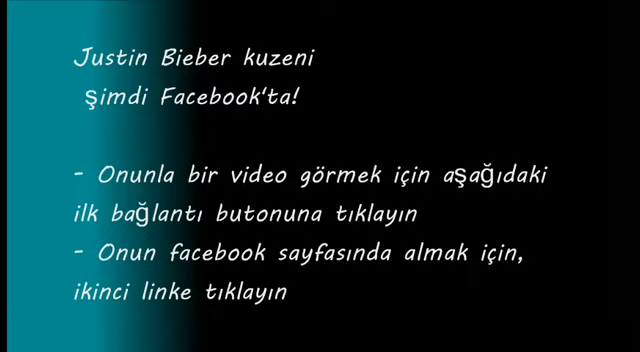 Justin Bieber kuzeni
şimdi Facebook'ta!
- Onunla bir video görmek için aşağıdaki
ilk bağlantı butonuna tıklayın
- Onun facebook sayfasında almak için,
ikinci linke tıklayın